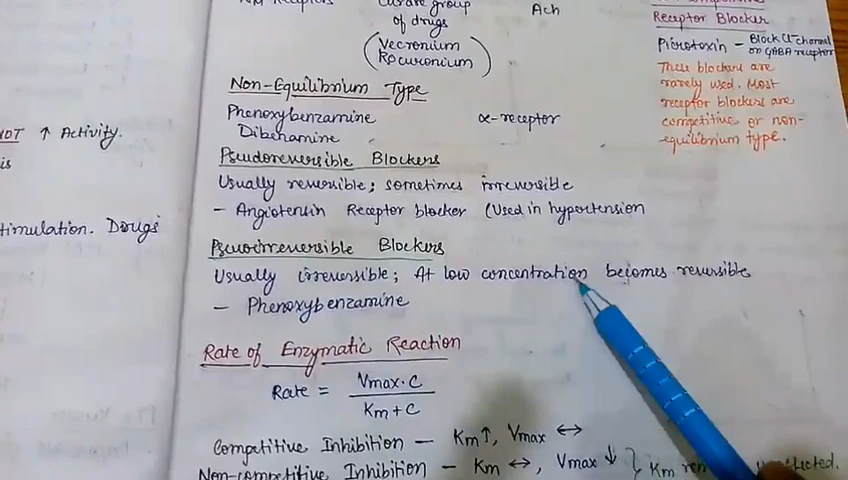 Curare group Ach
of drugs
(Vecronium
Rocuronium)
Receptor Blocker
Picrotoxin – Block Cl⁻ channel
on GABA receptor
These blockers are
rarely used. Most
receptor blockers are
competitive or non-
equilibrium type.
NOT ↑ Activity.
is
timulation. Drugs
Non-Equilibrium Type
Phenoxybenzamine α-receptor
Dibenamine
Pseudoreversible Blockers
Usually reversible; sometimes irreversible
– Angiotensin Receptor blocker (Used in hypertension
Pseudoirreversible Blockers
Usually irreversible; At low concentration becomes reversible
– Phenoxybenzamine
Rate of Enzymatic Reaction
Rate = Vmax·C
Km + C
Competitive Inhibition – Km↑, Vmax ↔
Non-competitive Inhibition – Km ↔, Vmax ↓ } Km